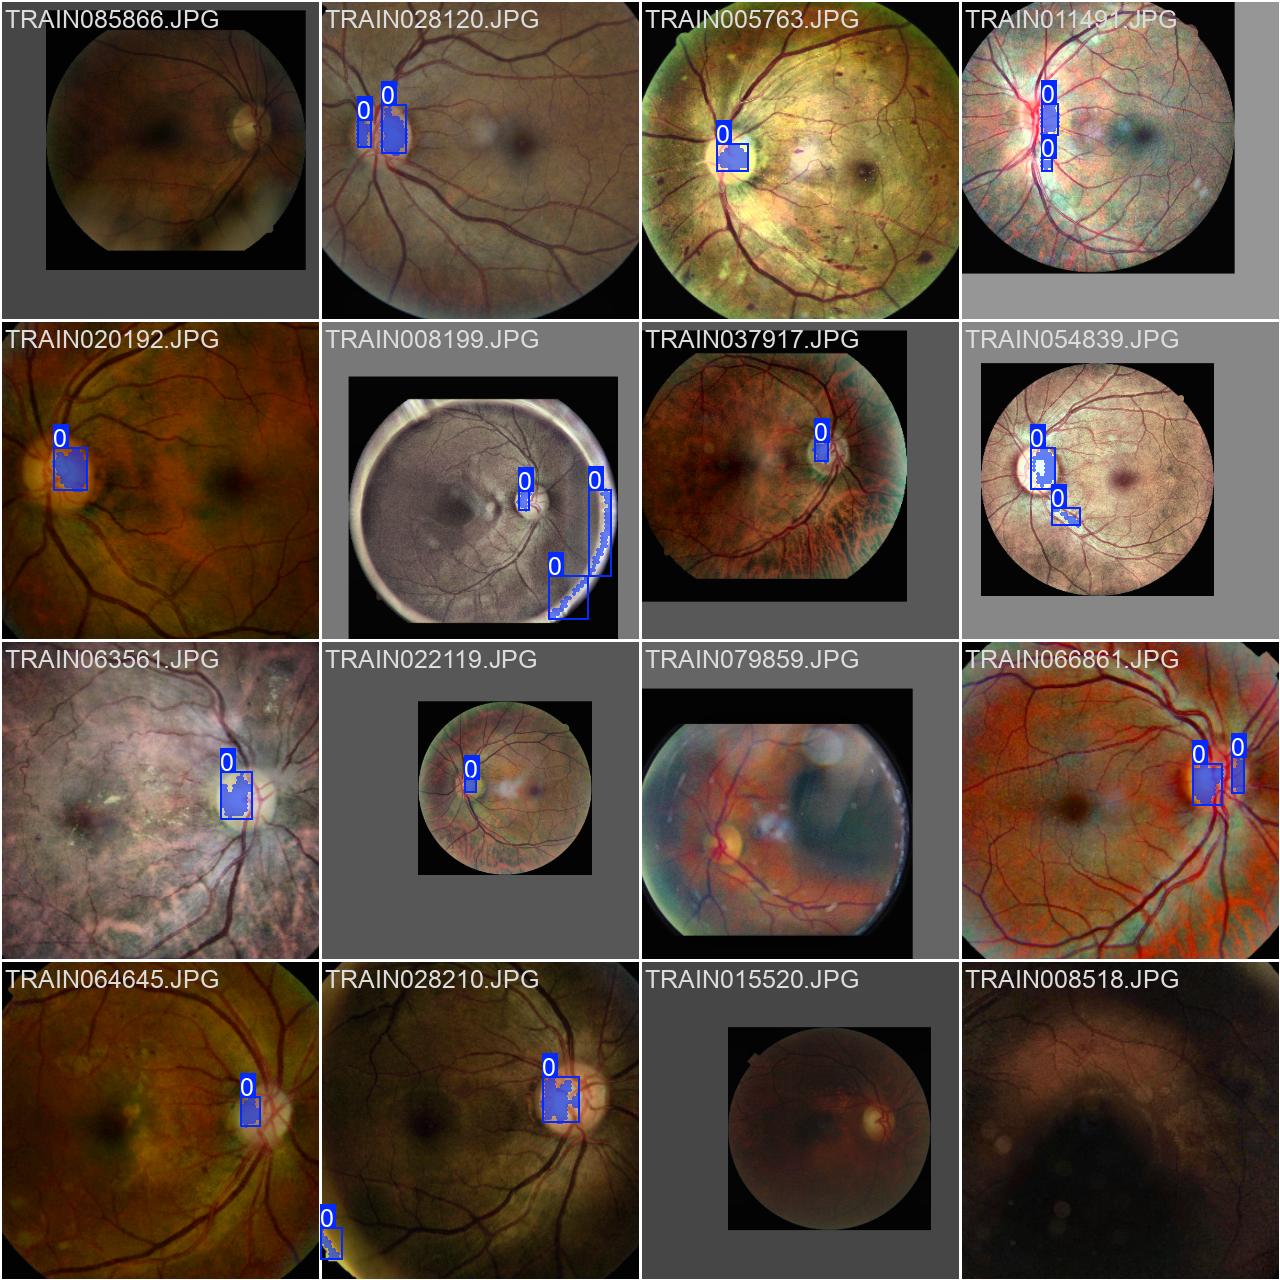 TRAIN085866.JPG
TRAIN028120.JPG
TRAIN005763.JPG
TRAIN011491.JPG
0
0
0
0
0
TRAIN020192.JPG
TRAIN008199.JPG
TRAIN037917.JPG
TRAIN054839.JPG
0
0
0
0
0
0
0
TRAIN063561.JPG
TRAIN022119.JPG
TRAIN079859.JPG
TRAIN066861.JPG
0
0
0
0
TRAIN064645.JPG
TRAIN028210.JPG
TRAIN015520.JPG
TRAIN008518.JPG
0
0
0